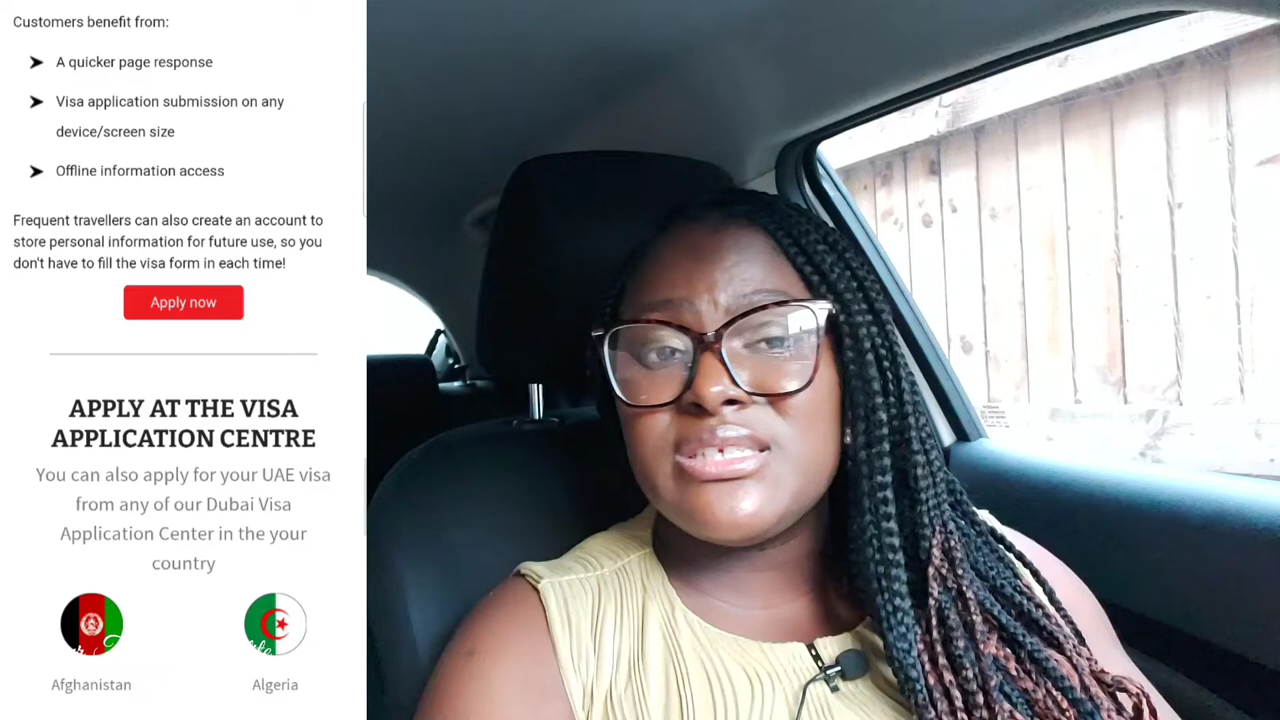 Customers benefit from:
A quicker page response
Visa application submission on any
device/screen size
Offline information access
Frequent travellers can also create an account to
store personal information for future use, so you
don't have to fill the visa form in each time!
Apply now
APPLY AT THE VISA
APPLICATION CENTRE
You can also apply for your UAE visa
from any of our Dubai Visa
Application Center in the your
country
Afghanistan
Algeria